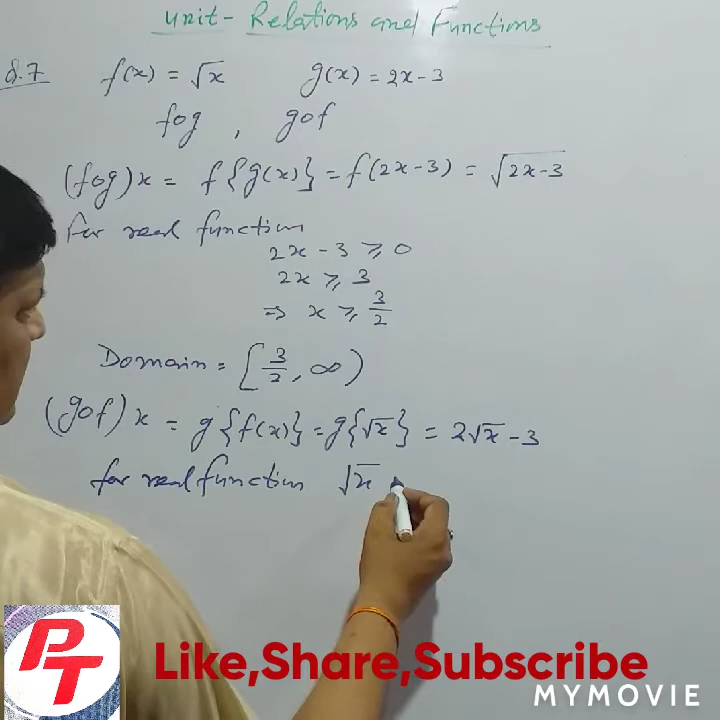 Unit - Relations and Functions
Q.7 f(x) = √x g(x) = 2x - 3
fog , gof
(fog)x = f{g(x)} = f(2x-3) = √2x-3
for real function
2x - 3 ⩾ 0
2x ⩾ 3
⇒ x ⩾ 3/2
Domain = [3/2, ∞)
(gof)x = g{f(x)} = g{√x} = 2√x - 3
for real function √x
PT
Like,Share,Subscribe
MYMOVIE